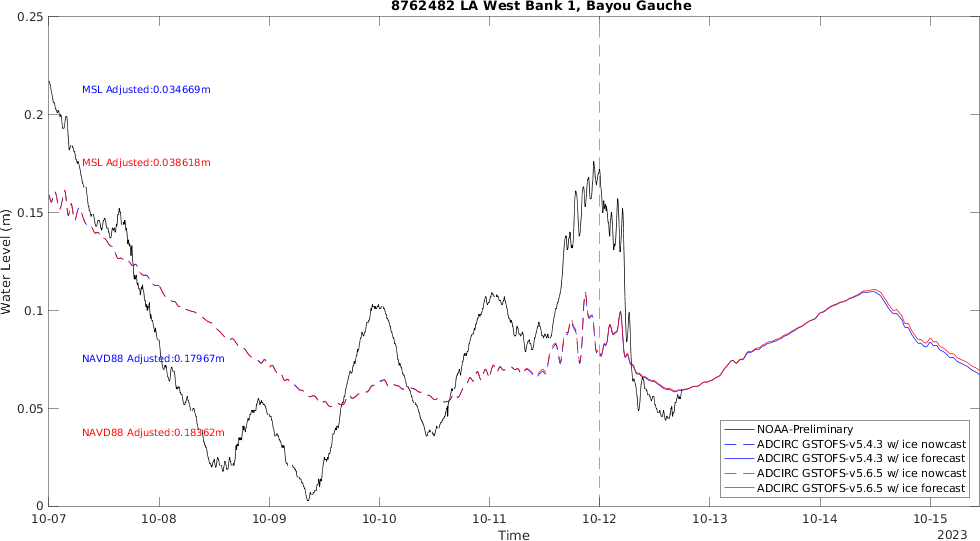 8762482 LA West Bank 1, Bayou Gauche
0.25
0.2
0.15
0.1
0.05
0
Water Level (m)
MSL Adjusted:0.034669m
MSL Adjusted:0.038618m
NAVD88 Adjusted:0.17967m
NAVD88 Adjusted:0.18362m
NOAA-Preliminary
ADCIRC GSTOFS-v5.4.3 w/ ice nowcast
ADCIRC GSTOFS-v5.4.3 w/ ice forecast
ADCIRC GSTOFS-v5.6.5 w/ ice nowcast
ADCIRC GSTOFS-v5.6.5 w/ ice forecast
10-07 10-08 10-09 10-10 10-11 10-12 10-13 10-14 10-15
Time
2023